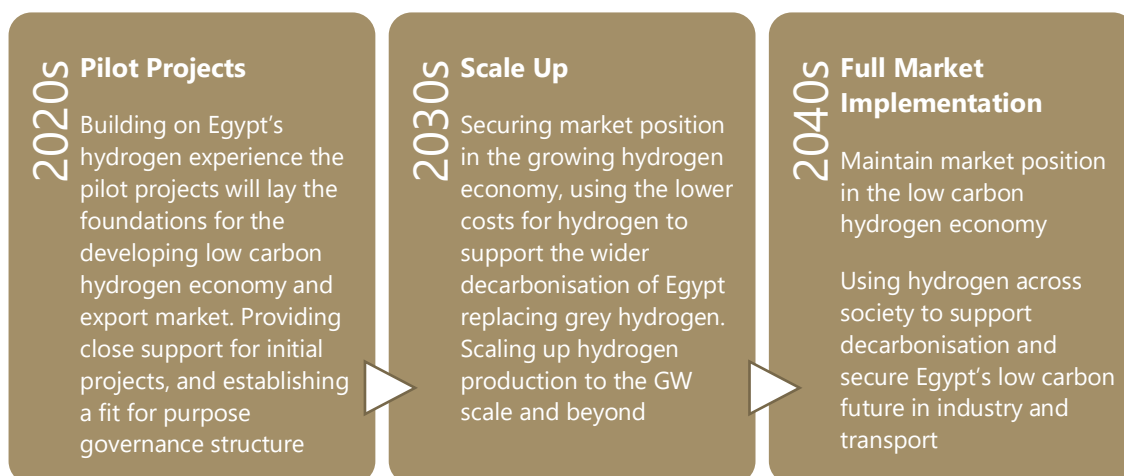 2020s
Pilot Projects
Building on Egypt's
hydrogen experience the
pilot projects will lay the
foundations for the
developing low carbon
hydrogen economy and
export market. Providing
close support for initial
projects, and establishing
a fit for purpose
governance structure
2030s
Scale Up
Securing market position
in the growing hydrogen
economy, using the lower
costs for hydrogen to
support the wider
decarbonisation of Egypt
replacing grey hydrogen.
Scaling up hydrogen
production to the GW
scale and beyond
2040s
Full Market
Implementation
Maintain market position
in the low carbon
hydrogen economy
Using hydrogen across
society to support
decarbonisation and
secure Egypt's low carbon
future in industry and
transport